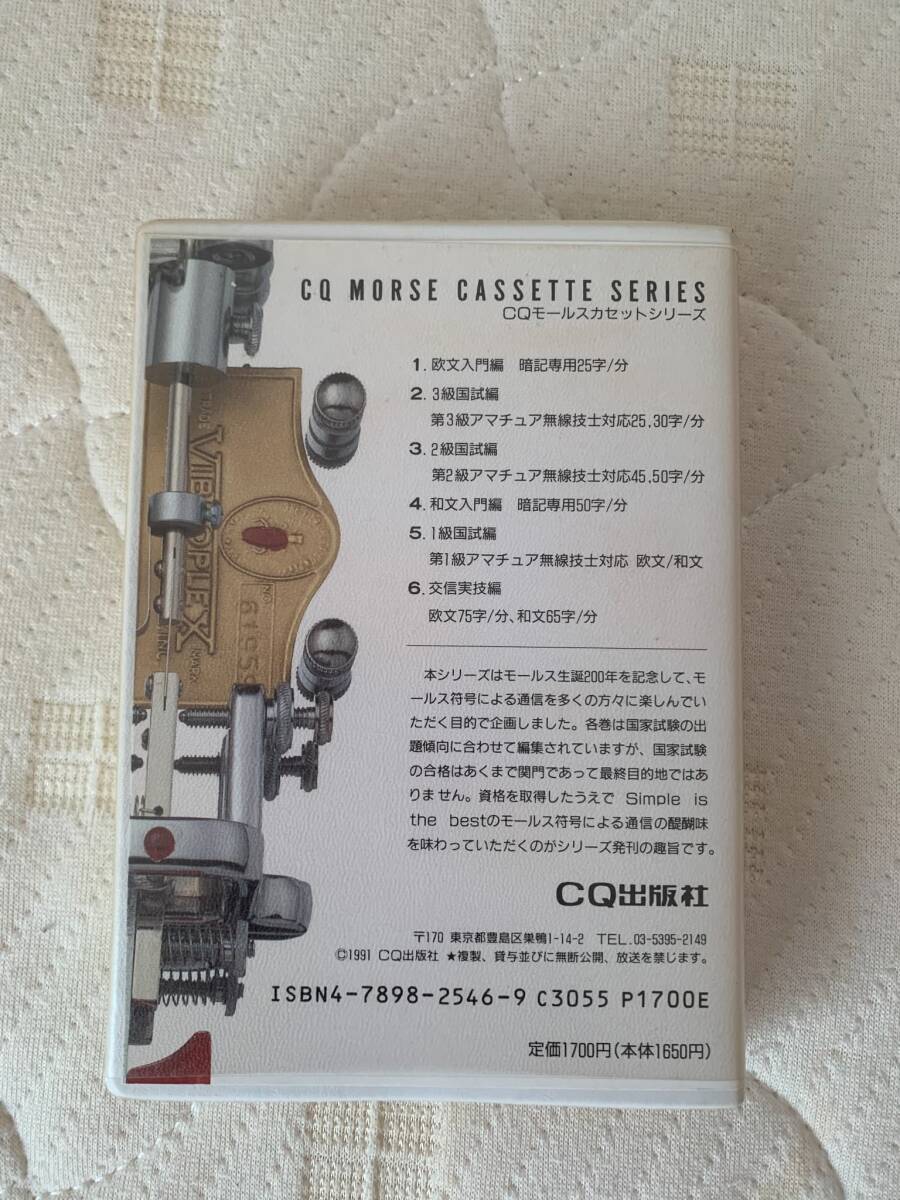 CQ MORSE CASSETTE SERIES
CQモールスカセットシリーズ
1. 欧文入門編 暗記専用25字/分
2. 3級国試編
第3級アマチュア無線技士対応25,30字/分
3. 2級国試編
第2級アマチュア無線技士対応45,50字/分
4. 和文入門編 暗記専用50字/分
5. 1級国試編
第1級アマチュア無線技士対応 欧文/和文
6. 交信実技編
欧文75字/分、和文65字/分
本シリーズはモールス生誕200年を記念して、モ
ールス符号による通信を多くの方々に楽しんでい
ただく目的で企画しました。各巻は国家試験の出
題傾向に合わせて編集されていますが、国家試験
の合格はあくまで関門であって最終目的地ではあ
りません。資格を取得したうえで Simple is
the bestのモールス符号による通信の醍醐味
を味わっていただくのがシリーズ発刊の趣旨です。
CQ出版社
〒170 東京都豊島区巣鴨1-14-2 TEL.03-5395-2149
©1991 CQ出版社 ★複製、貸与並びに無断公開、放送を禁じます。
ISBN4-7898-2546-9 C3055 P1700E
定価1700円(本体1650円)
TRADE
VIBROPLEX